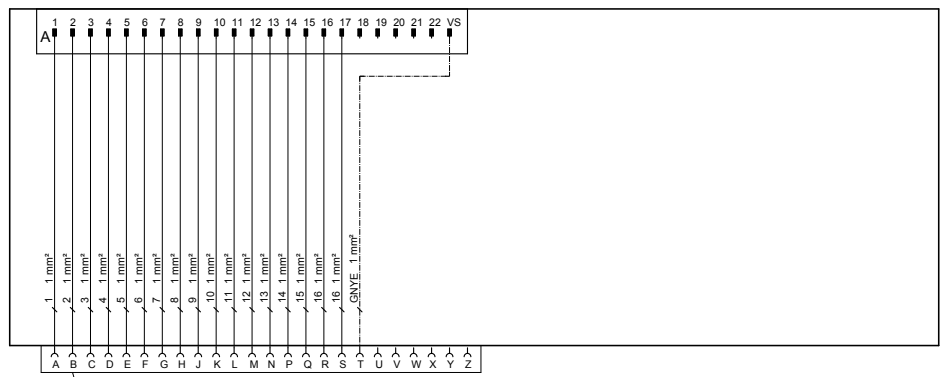 1 2 3 4 5 6 7 8 9 10 11 12 13 14 15 16 17 18 19 20 21 22 VS
A
1 1 mm²
2 1 mm²
3 1 mm²
4 1 mm²
5 1 mm²
6 1 mm²
7 1 mm²
8 1 mm²
9 1 mm²
10 1 mm²
11 1 mm²
12 1 mm²
13 1 mm²
14 1 mm²
15 1 mm²
16 1 mm²
16 1 mm²
GNYE 1 mm²
A B C D E F G H J K L M N P Q R S T U V W X Y Z